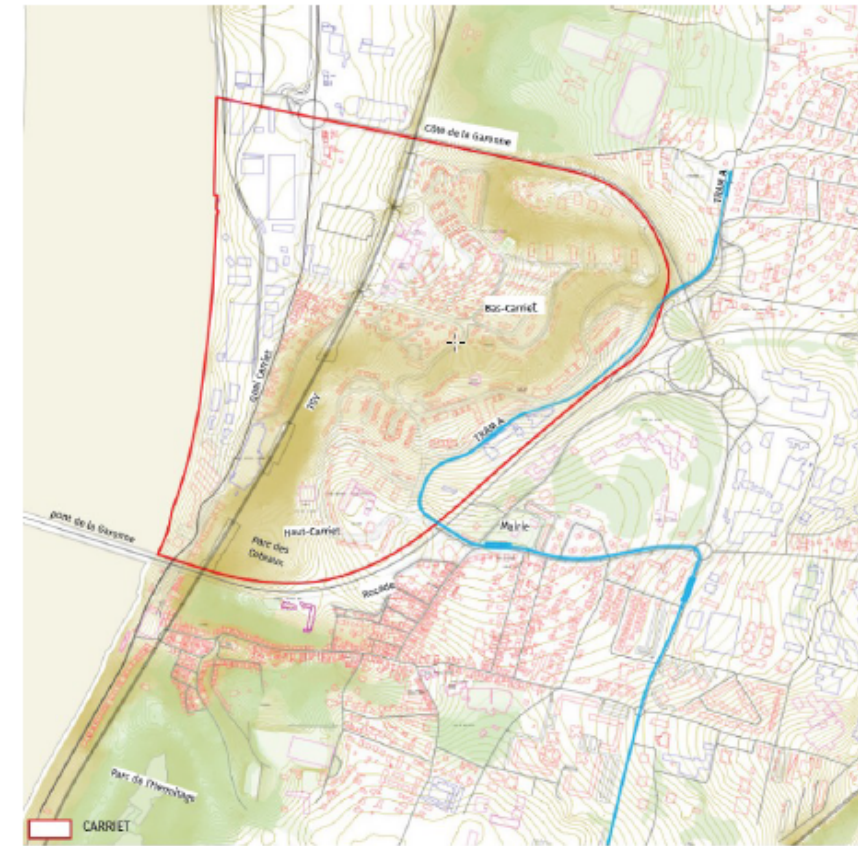 Côté de la Garonne
TRAM A
Bas-Carriet
Quai Carriet
TGV
TRAM A
pont de la Garonne
Haut-Carriet
Mairie
Parc des
Coteaux
Rocade
Parc de l'Hermitage
CARRIET